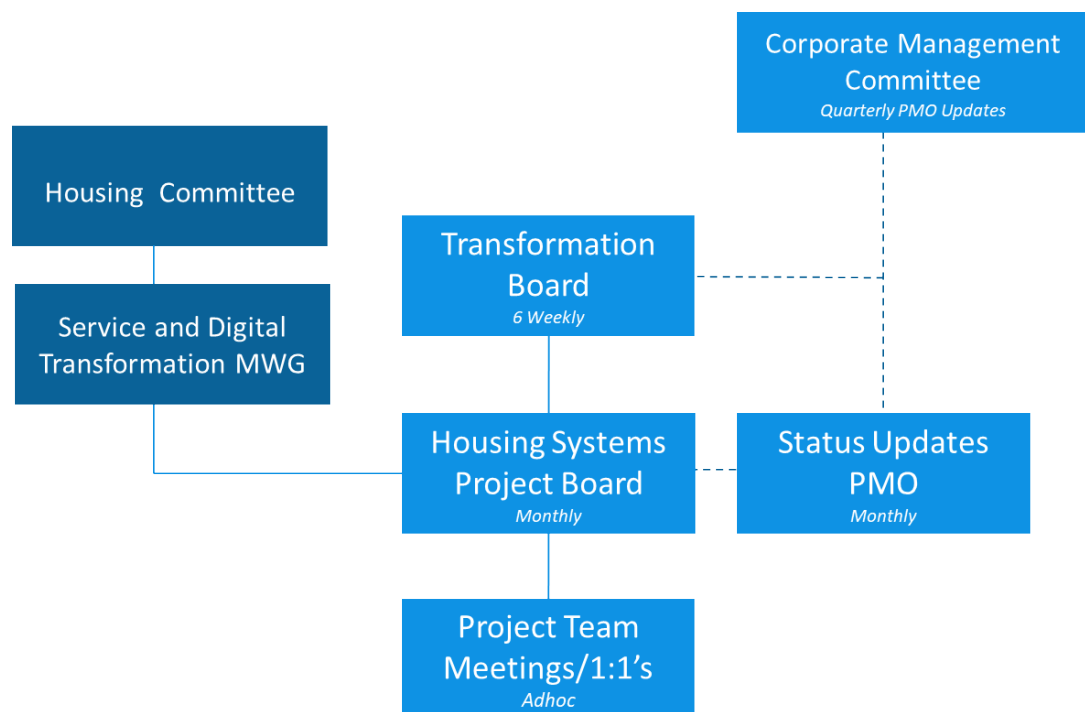 Corporate Management
Committee
Quarterly PMO Updates
Housing Committee
Transformation
Board
6 Weekly
Service and Digital
Transformation MWG
Housing Systems
Project Board
Monthly
Status Updates
PMO
Monthly
Project Team
Meetings/1:1’s
Adhoc